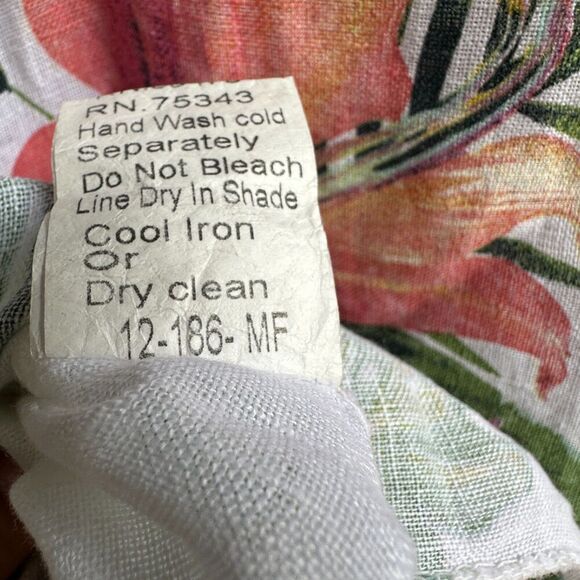 RN.75343
Hand Wash cold
Separately
Do Not Bleach
Line Dry In Shade
Cool Iron
Or
Dry clean
12-186- MF